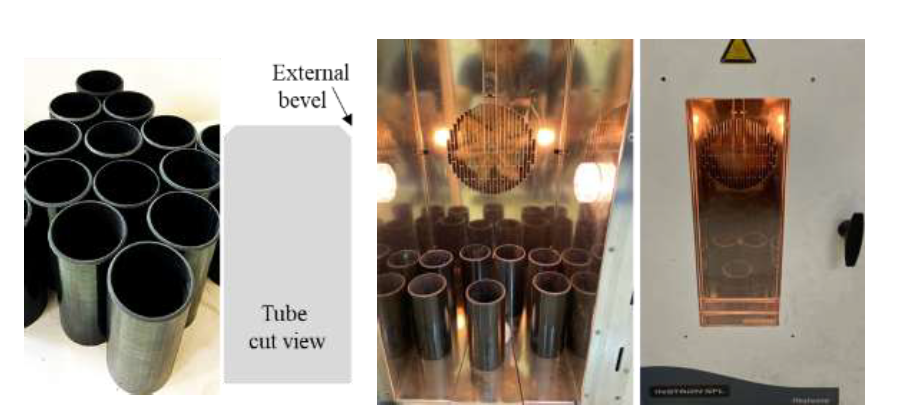 External
bevel
Tube
cut view
INSTRON SFL